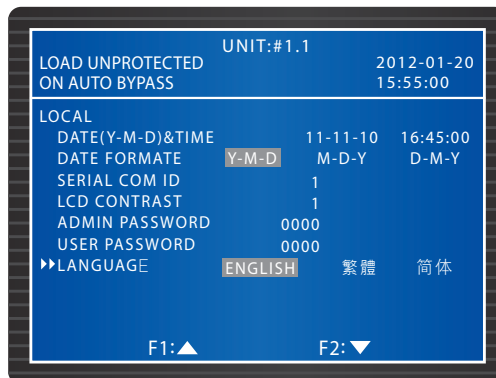 UNIT:#1.1
LOAD UNPROTECTED 2012-01-20
ON AUTO BYPASS 15:55:00
LOCAL
DATE(Y-M-D)&TIME 11-11-10 16:45:00
DATE FORMATE Y-M-D M-D-Y D-M-Y
SERIAL COM ID 1
LCD CONTRAST 1
ADMIN PASSWORD 0000
USER PASSWORD 0000
LANGUAGE ENGLISH 繁體 简体
F1:▲ F2:▼